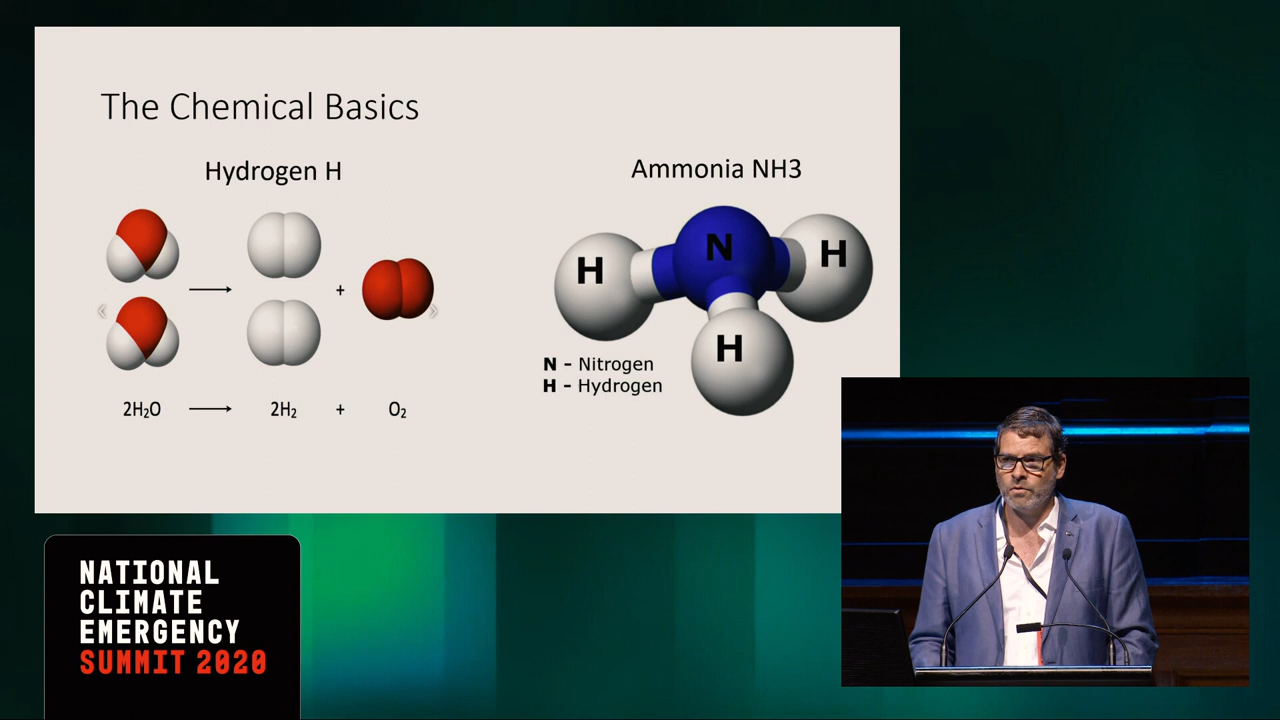 The Chemical Basics
Hydrogen H
Ammonia NH3
N
H
H
H
N - Nitrogen
H - Hydrogen
2H₂O → 2H₂ + O₂
+
NATIONAL
CLIMATE
EMERGENCY
SUMMIT 2020